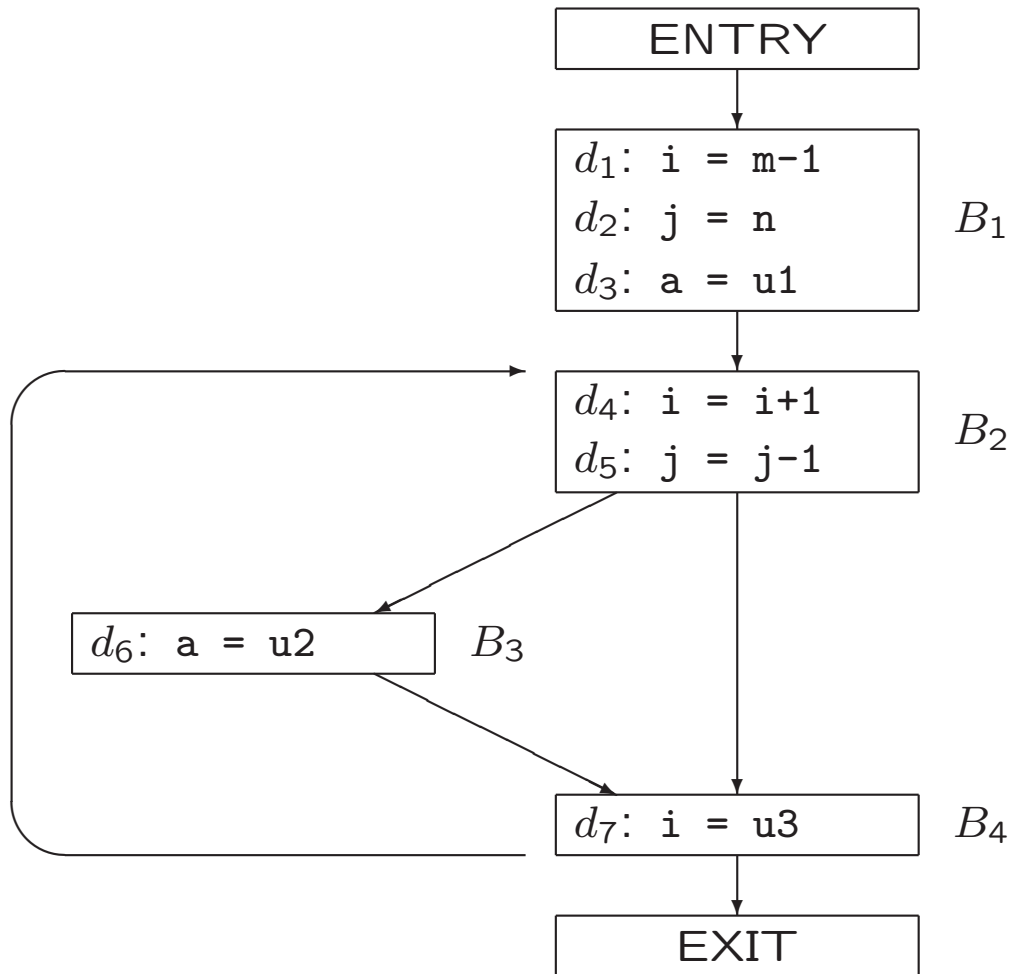 ENTRY
d₁: i = m-1
d₂: j = n
d₃: a = u1
B₁
d₄: i = i+1
d₅: j = j-1
B₂
d₆: a = u2
B₃
d₇: i = u3
B₄
EXIT